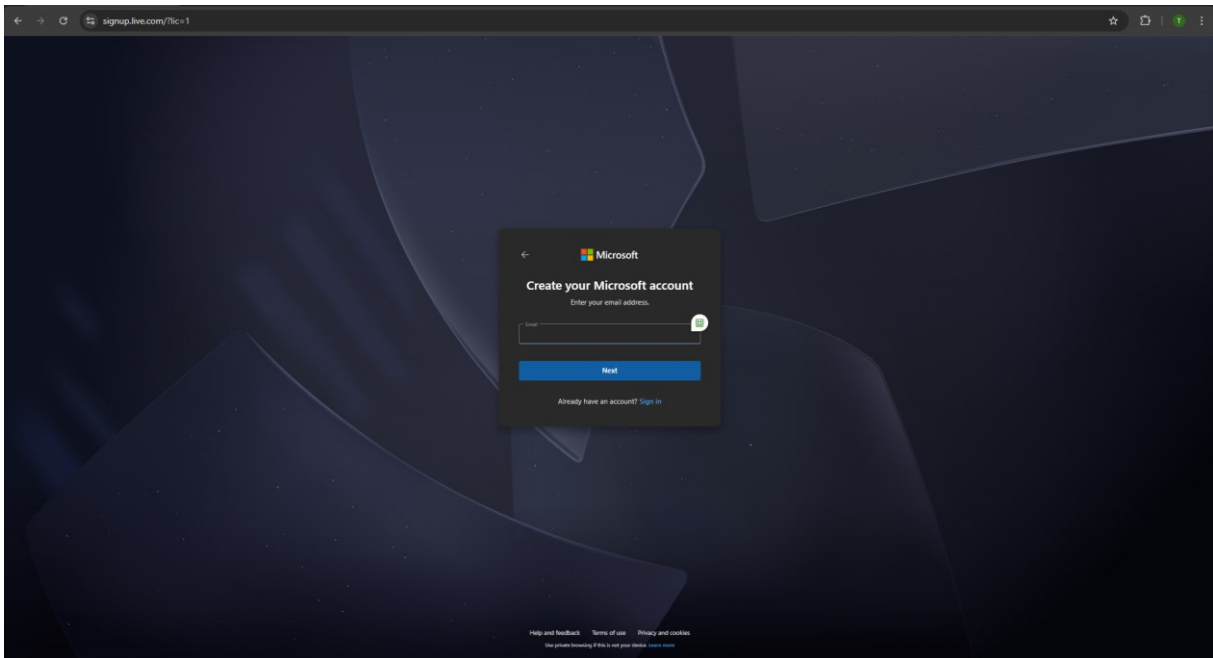 signup.live.com/?lic=1
T
Microsoft
Create your Microsoft account
Enter your email address.
Email
Next
Already have an account? Sign in
Help and feedback Terms of use Privacy and cookies
Use private browsing if this is not your device. Learn more